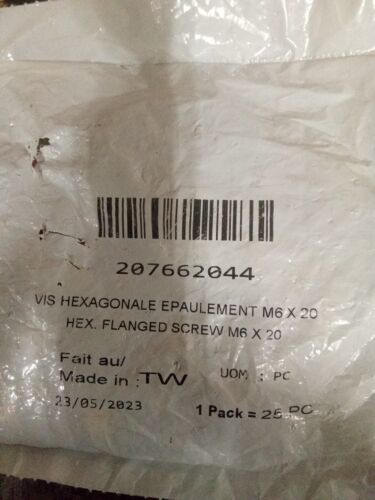 207662044
VIS HEXAGONALE EPAULEMENT M6 X 20
HEX. FLANGED SCREW M6 X 20
Fait au/
Made in : TW UOM : PC
23/05/2023 1 Pack = 25 PC